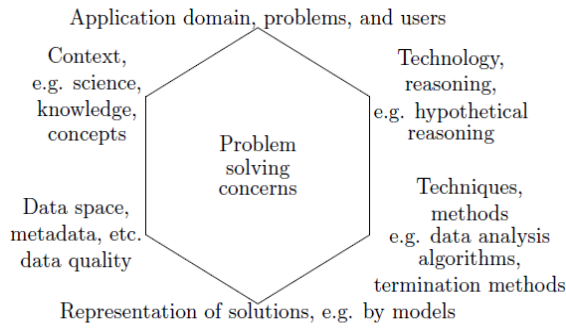 Application domain, problems, and users
Context,
e.g. science,
knowledge,
concepts
Technology,
reasoning,
e.g. hypothetical
reasoning
Problem
solving
concerns
Data space,
metadata, etc.
data quality
Techniques,
methods
e.g. data analysis
algorithms,
termination methods
Representation of solutions, e.g. by models